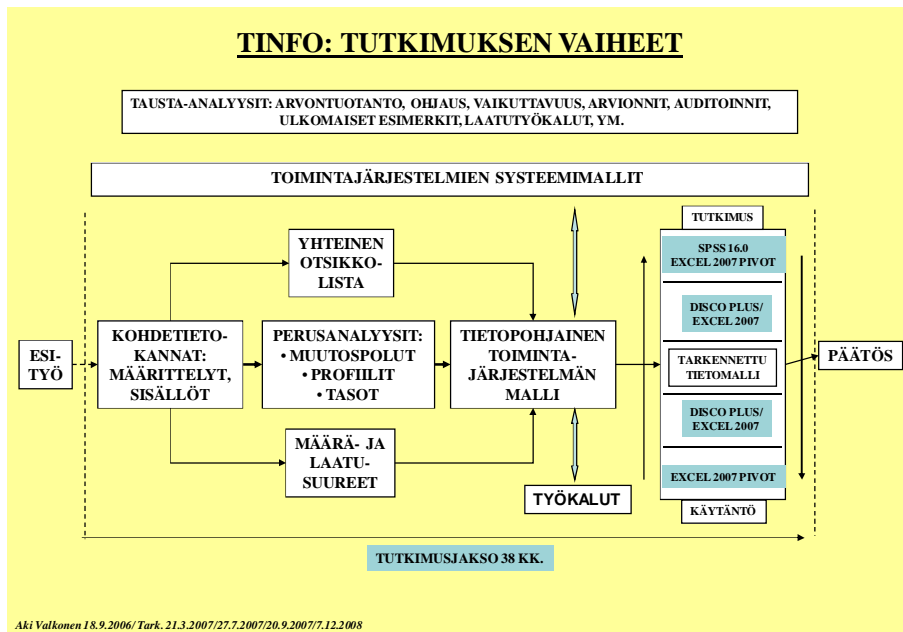 TINFO: TUTKIMUKSEN VAIHEET
TAUSTA-ANALYYSIT: ARVONTUOTANTO, OHJAUS, VAIKUTTAVUUS, ARVIONNIT, AUDITOINNIT,
ULKOMAISET ESIMERKIT, LAATUTYÖKALUT, YM.
TOIMINTAJÄRJESTELMIEN SYSTEEMIMALLIT
ESI-
TYÖ
KOHDETIETO-
KANNAT:
MÄÄRITTELYT,
SISÄLLÖT
YHTEINEN
OTSIKKO-
LISTA
PERUSANALYYSIT:
• MUUTOSPOLUT
• PROFIILIT
• TASOT
MÄÄRÄ- JA
LAATU-
SUUREET
TIETOPOHJAINEN
TOIMINTA-
JÄRJESTELMÄN
MALLI
TYÖKALUT
TUTKIMUS
SPSS 16.0
EXCEL 2007 PIVOT
DISCO PLUS/
EXCEL 2007
TARKENNETTU
TIETOMALLI
DISCO PLUS/
EXCEL 2007
EXCEL 2007 PIVOT
KÄYTÄNTÖ
PÄÄTÖS
TUTKIMUSJAKSO 38 KK.
Aki Valkonen 18.9.2006/ Tark. 21.3.2007/27.7.2007/20.9.2007/7.12.2008